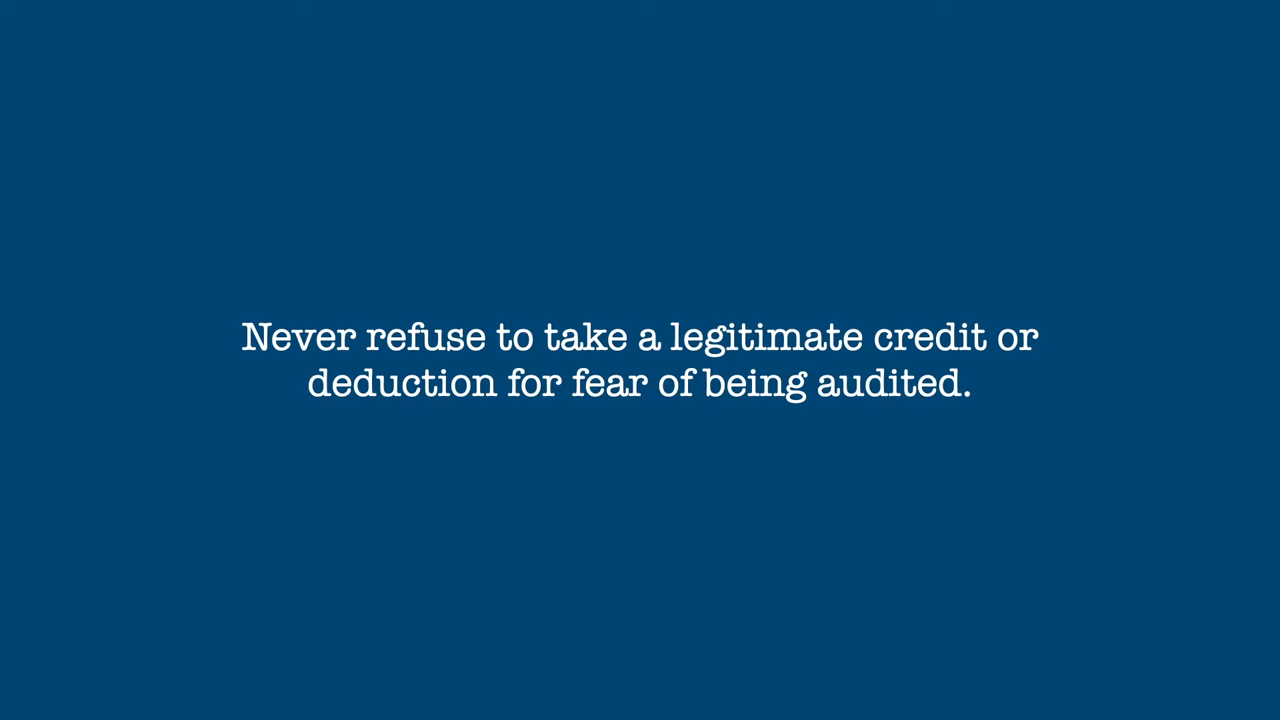 Never refuse to take a legitimate credit or
deduction for fear of being audited.